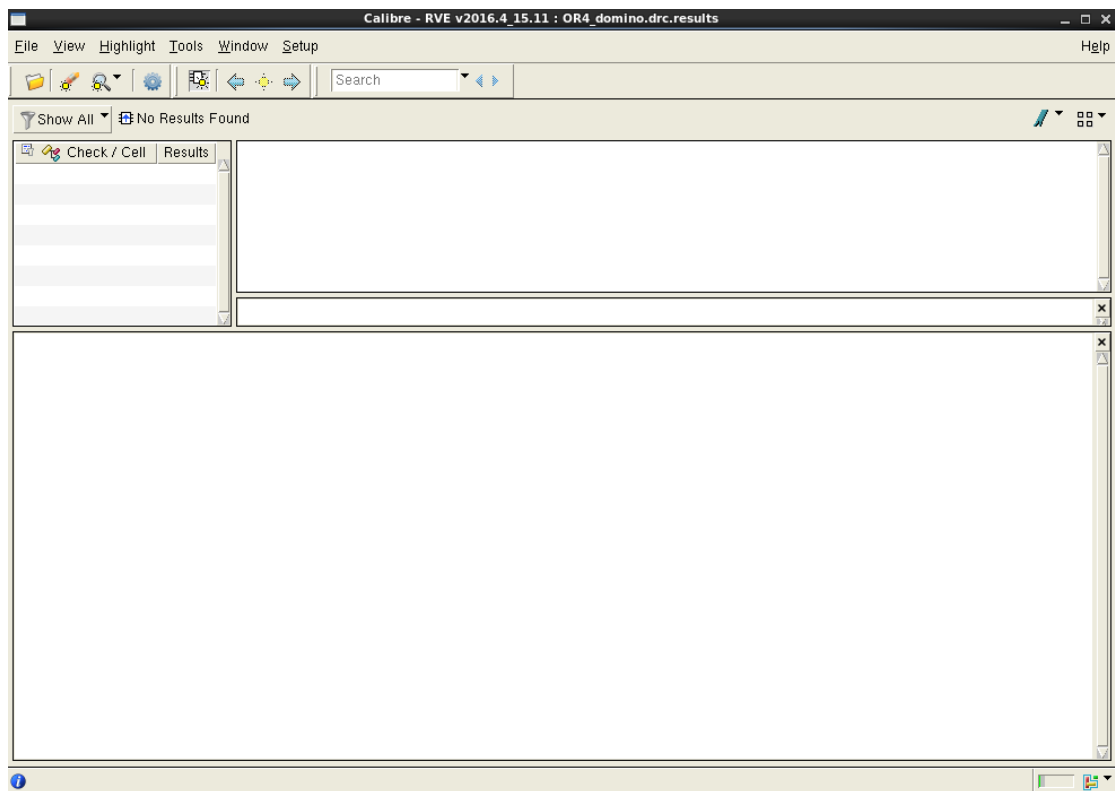 Calibre - RVE v2016.4_15.11 : OR4_domino.drc.results
File View Highlight Tools Window Setup Help
Search
Show All No Results Found
Check / Cell Results